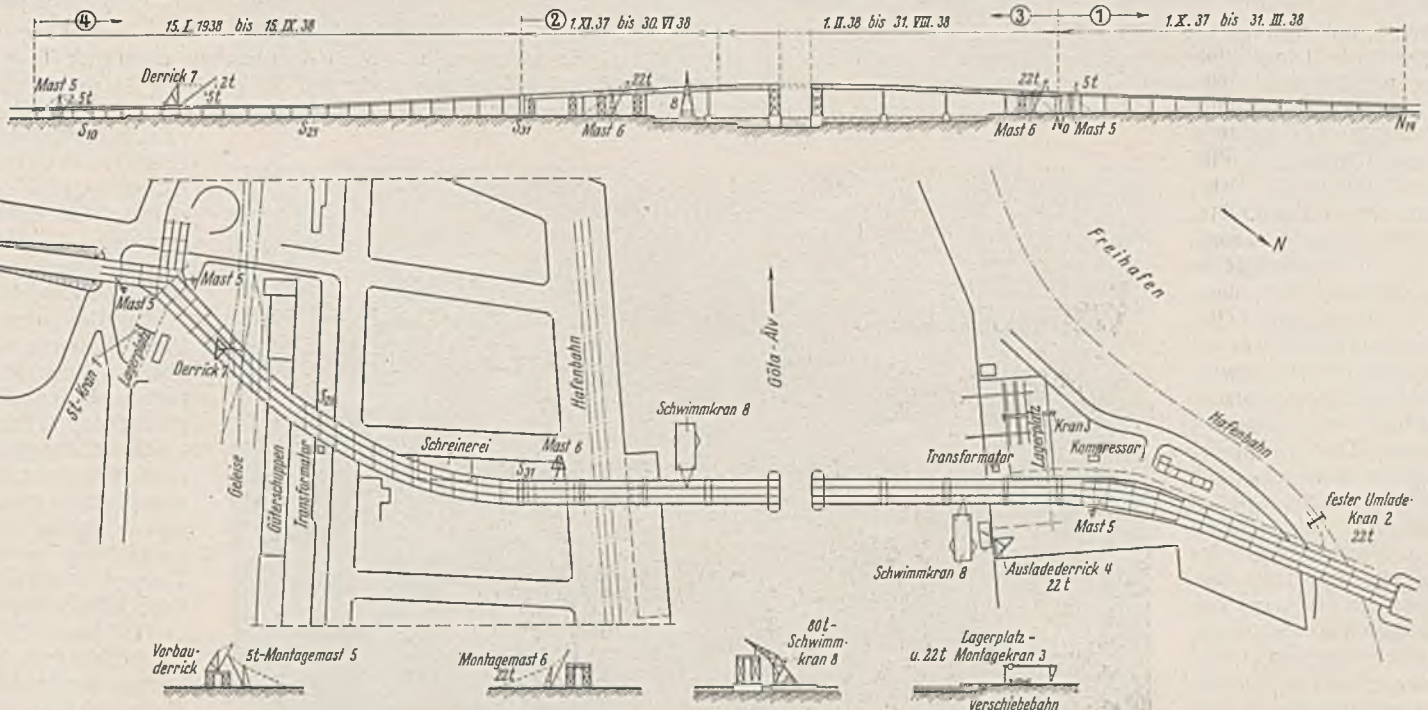 ④ 15. I. 1938 bis 15. IX. 38 ② 1. XI. 37 bis 30. VI 38 1. II. 38 bis 31. VIII. 38 ③ ① 1. X. 37 bis 31. III. 38
Mast 5
5t
Derrick 7
2t
5t
22t
8
22t
5t
S10
S23
S31
Mast 6
Mast 6
N0
Mast 5
N
Freihafen
Mast 5
Mast 5
5t-Kran 1
Lagerplatz
Derrick 7
Geleise
Güterschuppen
Transformator
Schreinerei
S31
Mast 6
Hafenbahn
Göta-Älv
Schwimmkran 8
Transformator
Lagerplatz
Kran 3
Kompressor
Hafenbahn
fester Umlade-
Kran 2
22t
Mast 5
Schwimmkran 8
Ausladederrick 4
22t
Vorbau-
derrick
5t-Montagemast 5
Montagemast 6
22t
80t-
Schwimm-
kran 8
Lagerplatz -
u. 22t Montagekran 3
Verschiebebahn